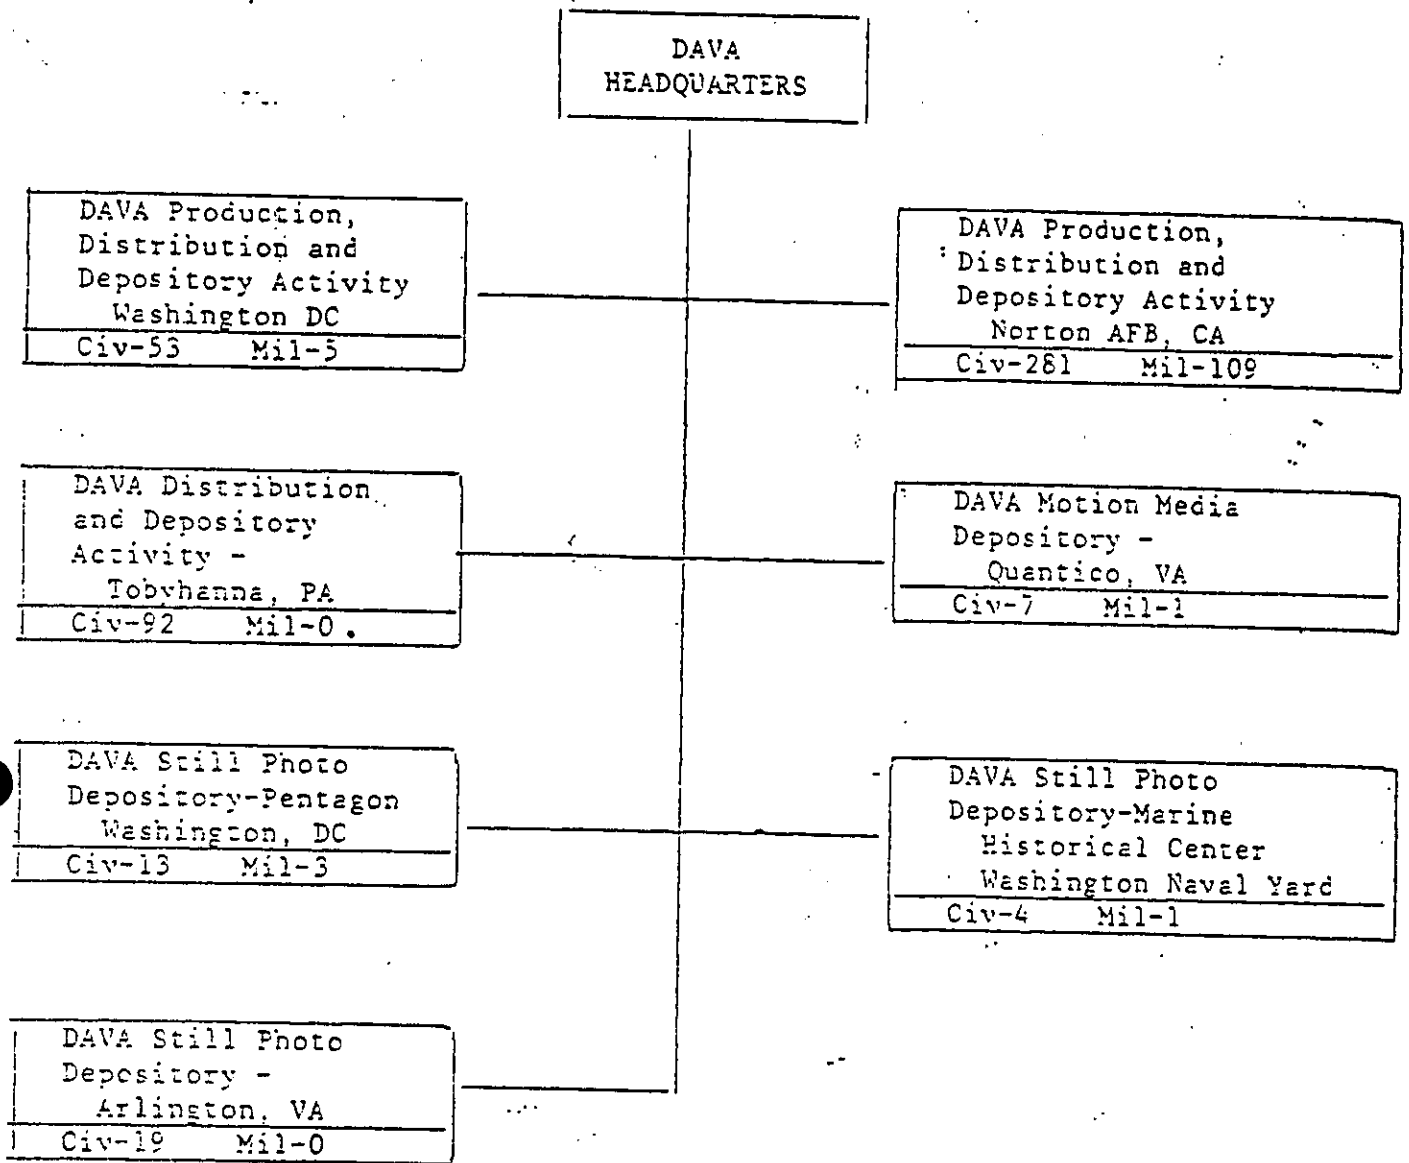 DAVA
HEADQUARTERS
DAVA Production,
Distribution and
Depository Activity
Washington DC
Civ-53 Mil-5
DAVA Production,
Distribution and
Depository Activity
Norton AFB, CA
Civ-281 Mil-109
DAVA Distribution
and Depository
Activity -
Tobyhanna, PA
Civ-92 Mil-0
DAVA Motion Media
Depository -
Quantico, VA
Civ-7 Mil-1
DAVA Still Photo
Depository-Pentagon
Washington, DC
Civ-13 Mil-3
DAVA Still Photo
Depository-Marine
Historical Center
Washington Naval Yard
Civ-4 Mil-1
DAVA Still Photo
Depository -
Arlington, VA
Civ-19 Mil-0